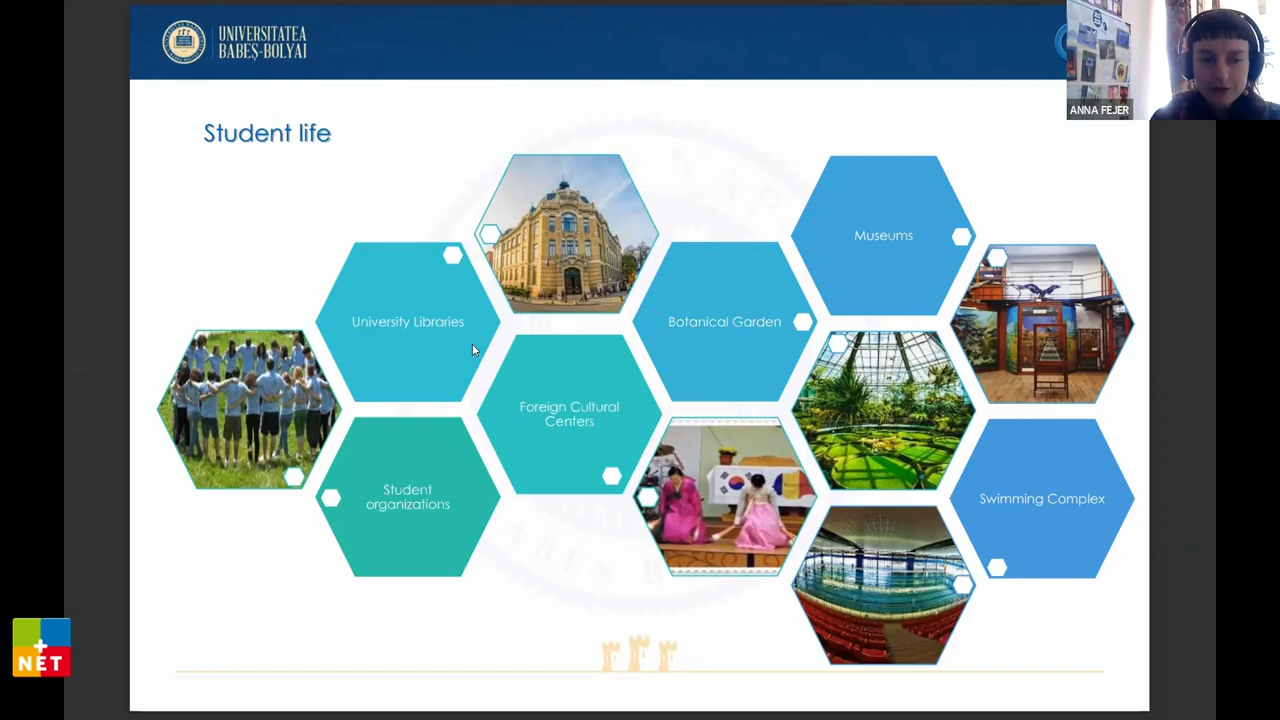 UNIVERSITATEA
BABEȘ-BOLYAI
ANNA FEJER
Student life
Museums
University Libraries
Botanical Garden
Foreign Cultural
Centers
Student
organizations
Swimming Complex
+
NET